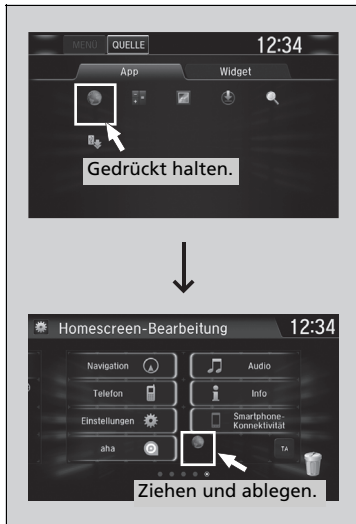 MENÜ QUELLE 12:34
App Widget
Gedrückt halten.
Homescreen-Bearbeitung 12:34
Navigation Audio
Telefon Info
Einstellungen Smartphone-
Konnektivität
aha TA
Ziehen und ablegen.